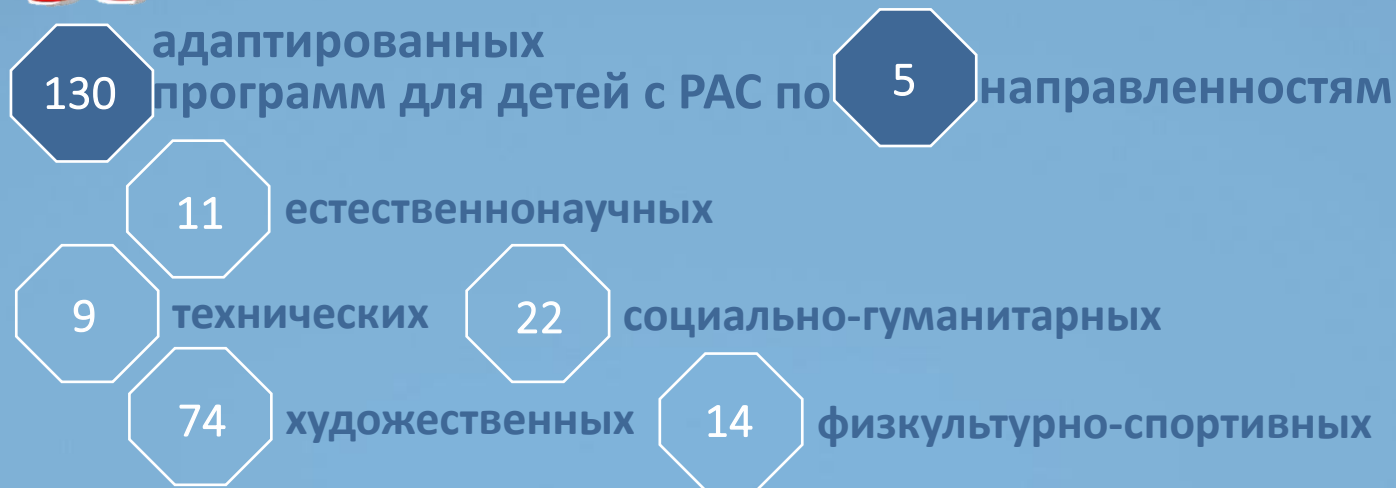 адаптированных
130 программ для детей с РАС по 5 направленностям
11 естественнонаучных
9 технических 22 социально-гуманитарных
74 художественных 14 физкультурно-спортивных